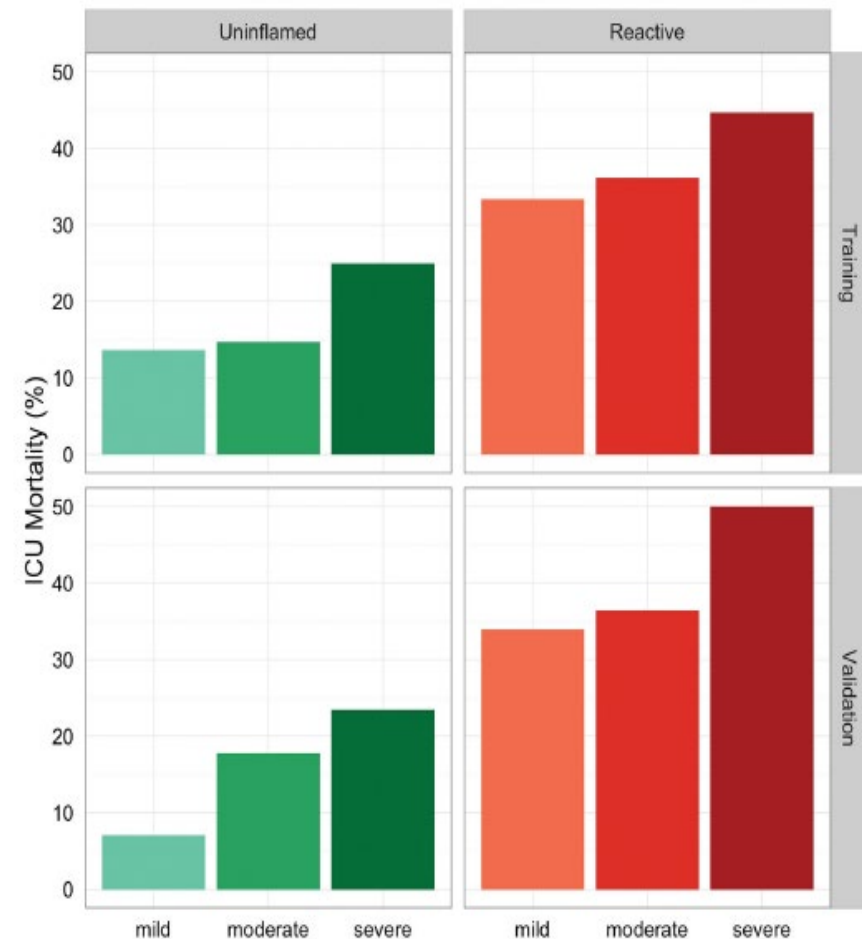 Uninflamed
Reactive
ICU Mortality (%)
50
40
30
20
10
0
Training
50
40
30
20
10
0
Validation
mild
moderate
severe
mild
moderate
severe